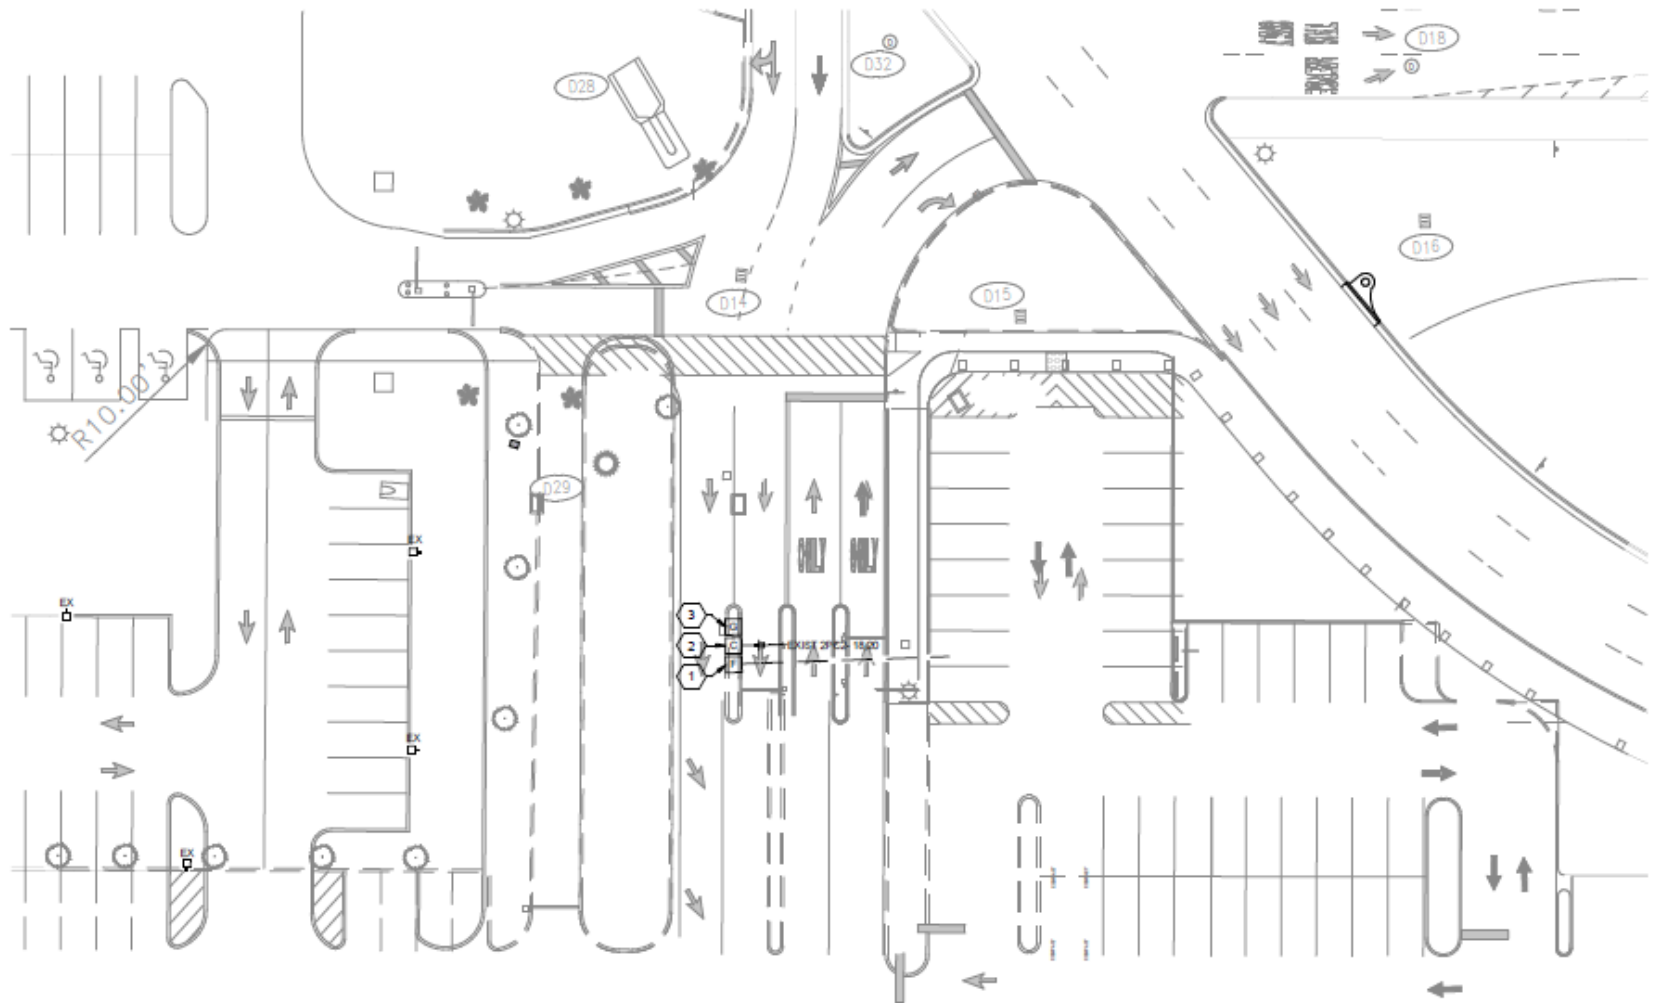 D18
D32
D28
D16
D15
D14
R10.00'
D29
ONLY ONLY
EX
EX
3
G
2
C
1
F
EX
EX